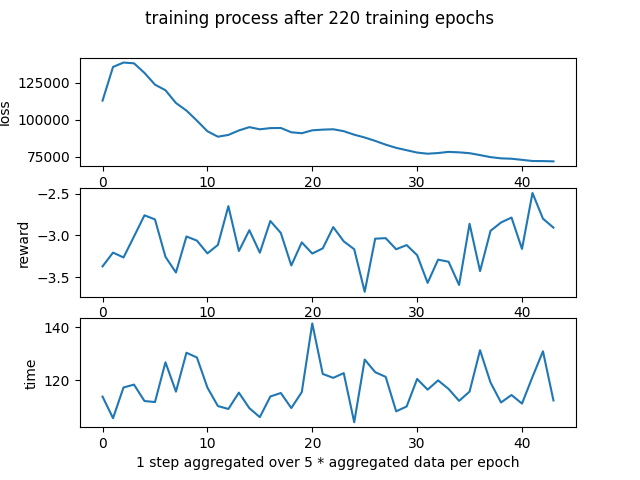 training process after 220 training epochs
125000
100000
75000
loss
0 10 20 30 40
−2.5
−3.0
−3.5
reward
0 10 20 30 40
140
120
time
0 10 20 30 40
1 step aggregated over 5 * aggregated data per epoch